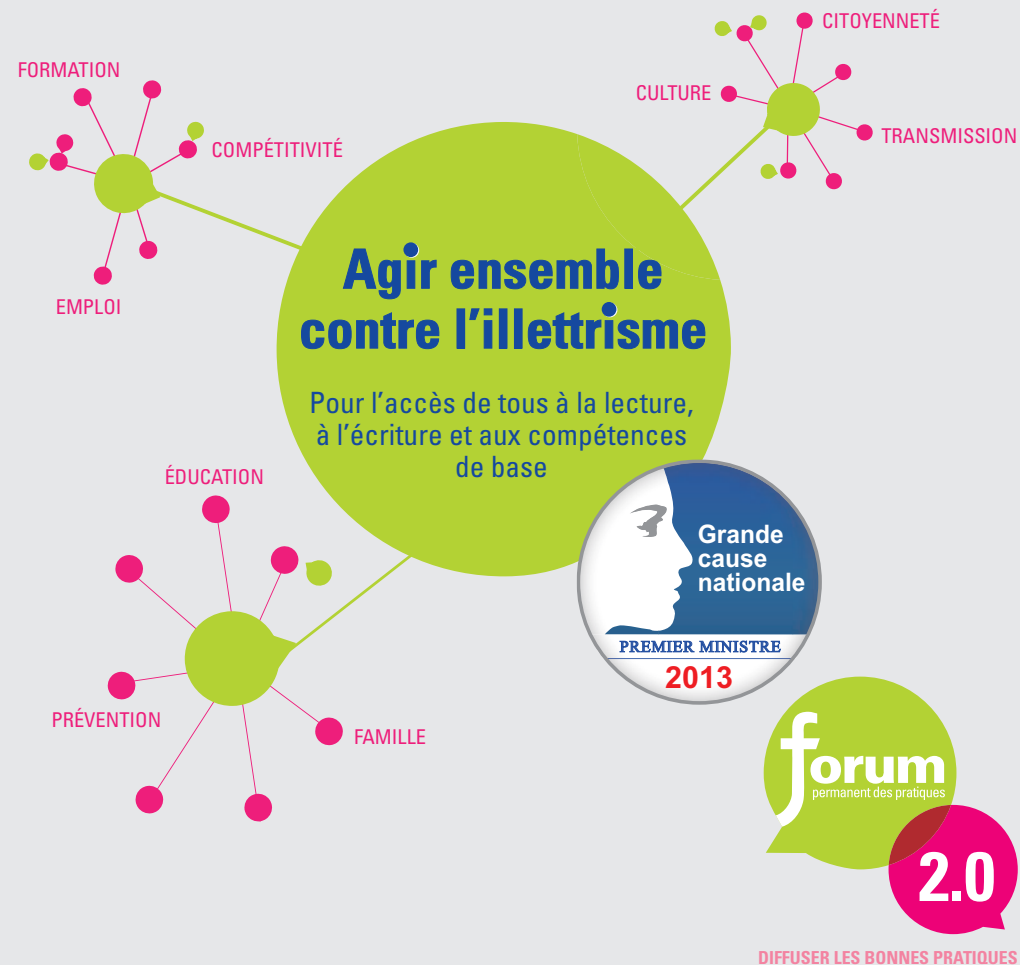 CITOYENNETÉ
FORMATION
CULTURE
TRANSMISSION
COMPÉTITIVITÉ
EMPLOI
Agir ensemble
contre l'illettrisme
Pour l'accès de tous à la lecture,
à l'écriture et aux compétences
de base
ÉDUCATION
Grande
cause
nationale
PREMIER MINISTRE
2013
PRÉVENTION
FAMILLE
forum
permanent des pratiques
2.0
DIFFUSER LES BONNES PRATIQUES